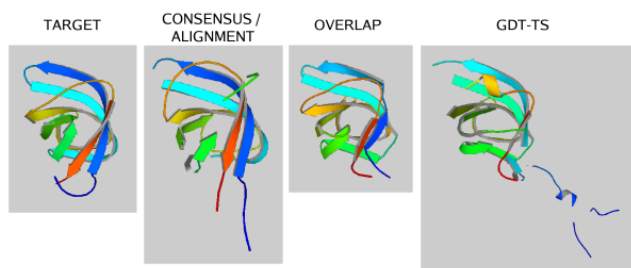 TARGET
CONSENSUS /
ALIGNMENT
OVERLAP
GDT-TS